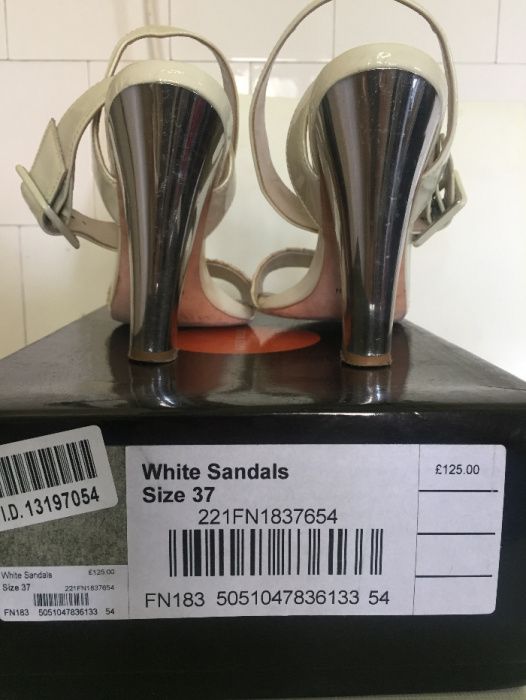 I.D. 13197054
White Sandals
Size 37
221FN1837654
FN183 5051047836133 54
£125.00
White Sandals £125.00
Size 37
221FN1837654
FN183 5051047836133 54